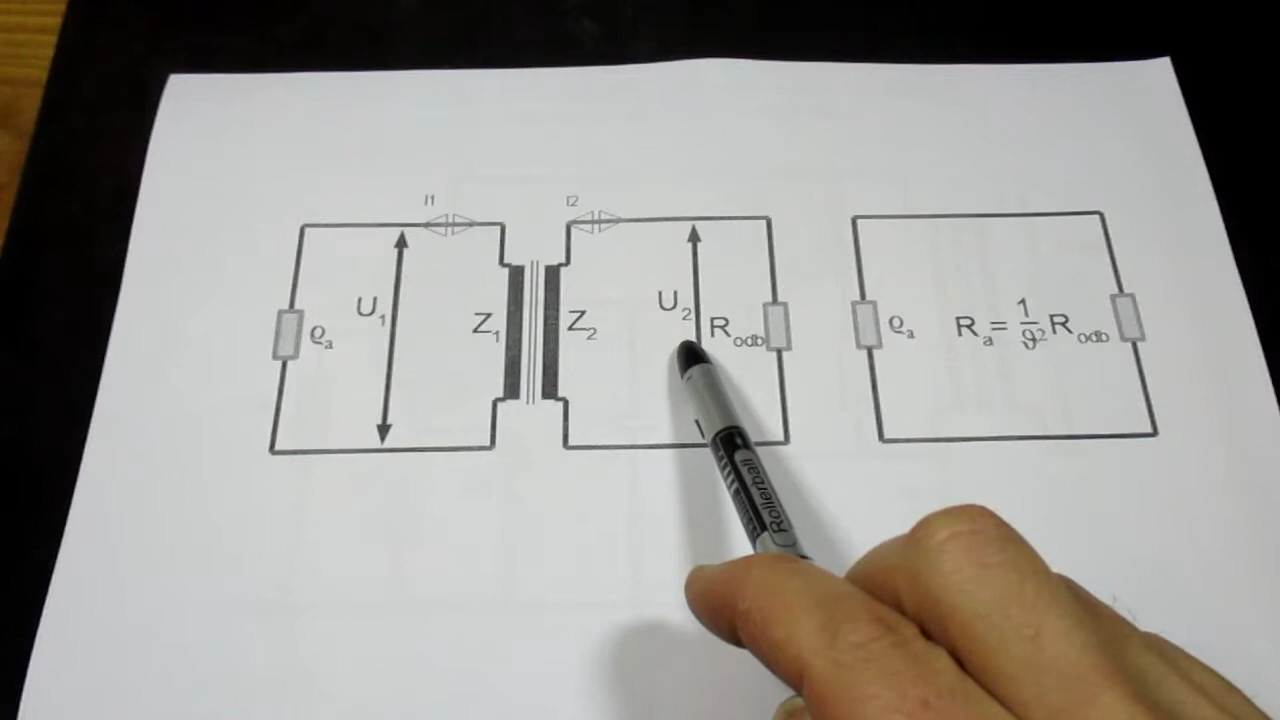 I1
I2
U1
ϱa
Z1
Z2
U2
Rodb
ϱa
Ra = 1/ϑ² Rodb
Rollerball